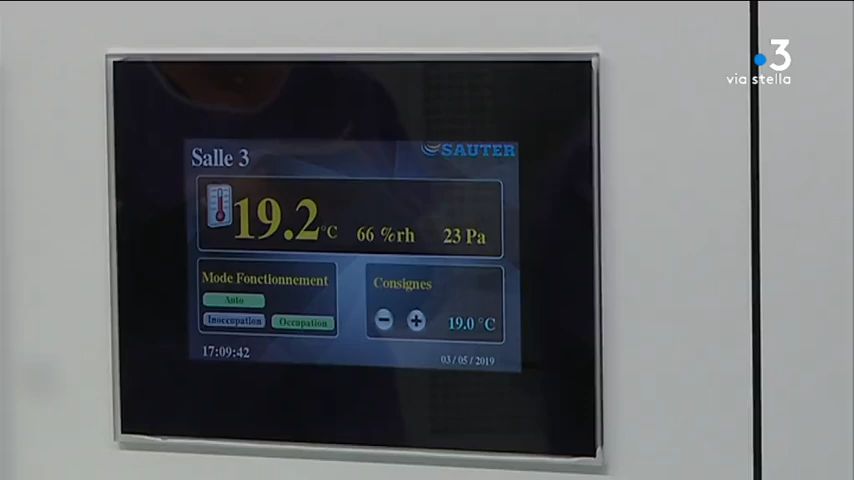 3
via stella
Salle 3
SAUTER
19.2°C 66 %rh 23 Pa
Mode Fonctionnement
Auto
Inoccupation Occupation
Consignes
19.0 °C
17:09:42
03/05/2019